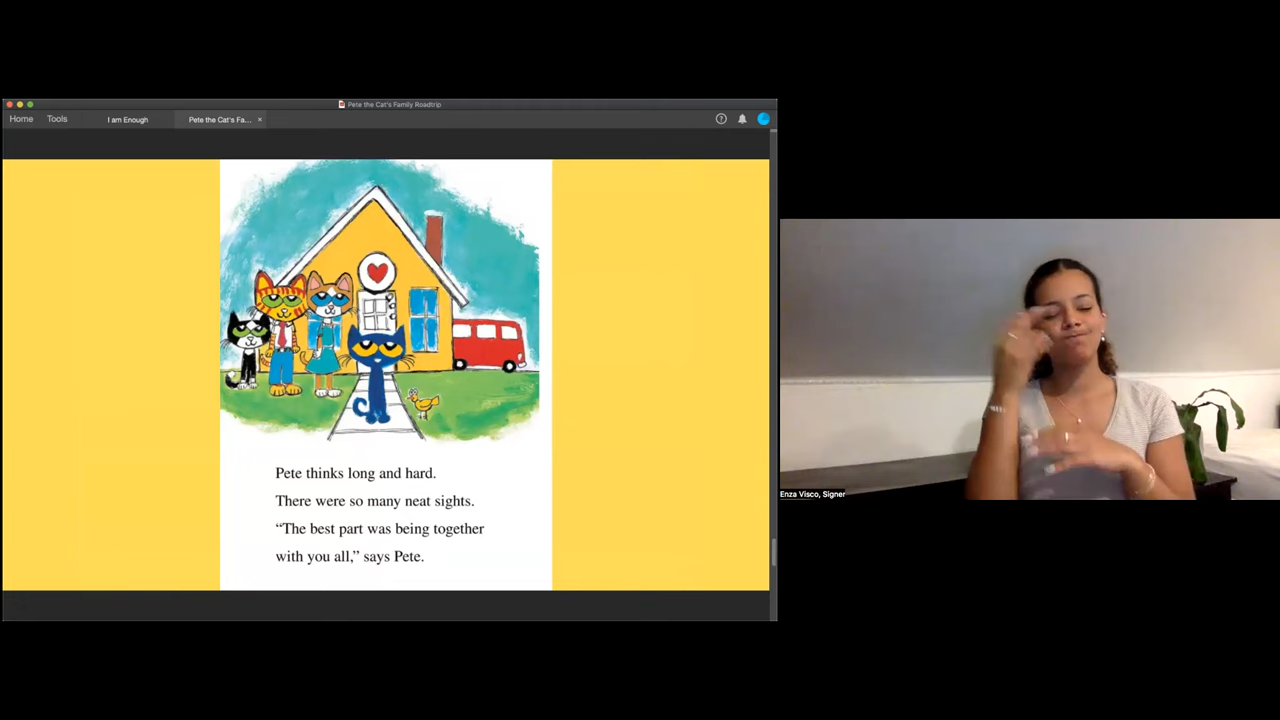 Pete the Cat's Family Roadtrip
Home Tools I am Enough Pete the Cat's Fa... ×
Pete thinks long and hard.
There were so many neat sights.
“The best part was being together
with you all,” says Pete.
Enza Visco, Signer